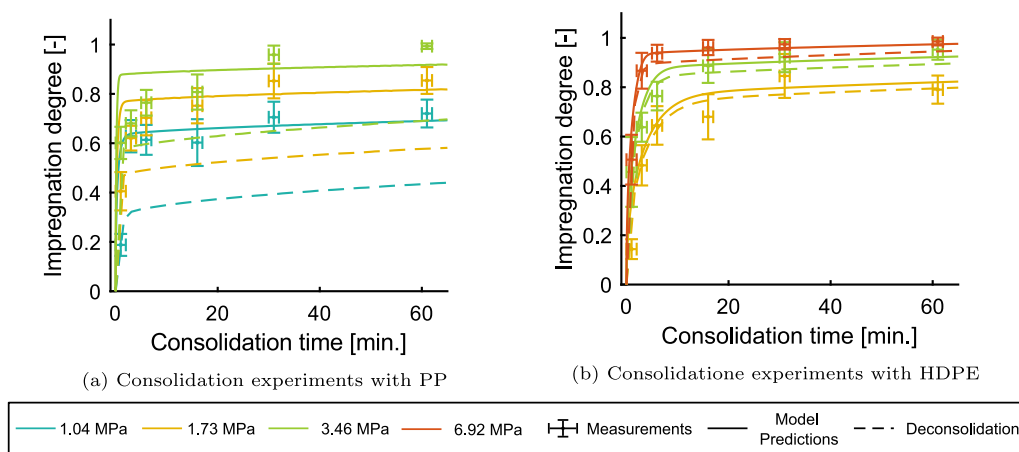 Impregnation degree [-]
1
0.8
0.6
0.4
0.2
0
0 20 40 60
Consolidation time [min.]
(a) Consolidation experiments with PP
Impregnation degree [-]
1
0.8
0.6
0.4
0.2
0
0 20 40 60
Consolidation time [min.]
(b) Consolidatione experiments with HDPE
1.04 MPa 1.73 MPa 3.46 MPa 6.92 MPa Measurements Model Predictions Deconsolidation